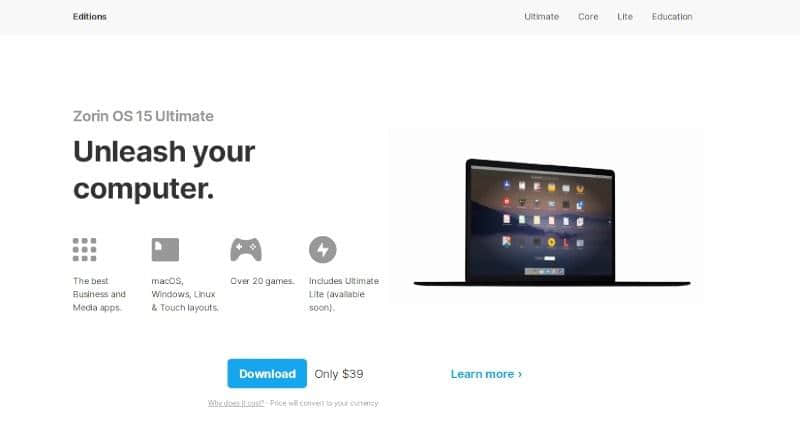 Editions
Ultimate Core Lite Education
Zorin OS 15 Ultimate
Unleash your
computer.
The best
Business and
Media apps.
macOS,
Windows, Linux
& Touch layouts.
Over 20 games.
Includes Ultimate
Lite (available
soon).
Download Only $39
Learn more ›
Why does it cost? - Price will convert to your currency